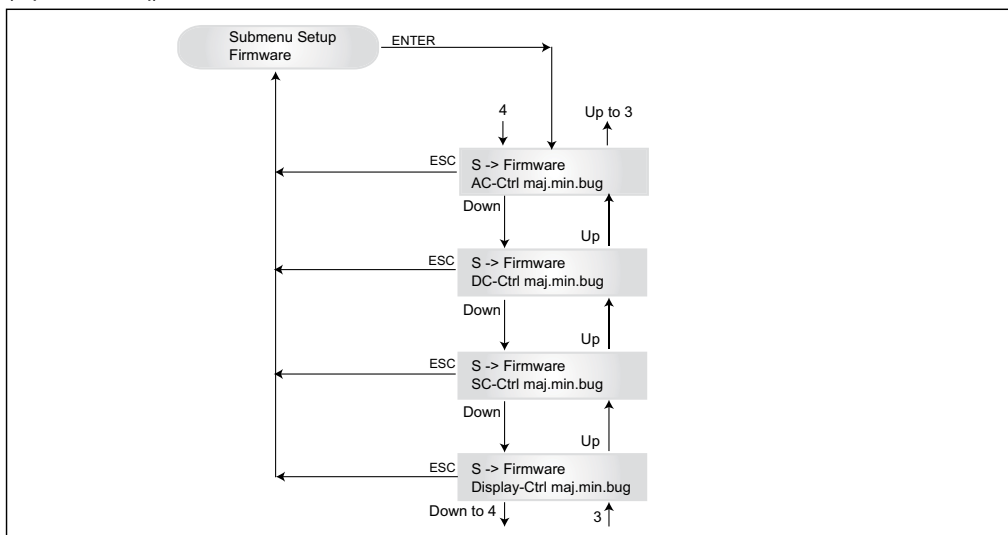 Submenu Setup
Firmware
ENTER
4
Up to 3
ESC
S -> Firmware
AC-Ctrl maj.min.bug
Down
Up
ESC
S -> Firmware
DC-Ctrl maj.min.bug
Down
Up
ESC
S -> Firmware
SC-Ctrl maj.min.bug
Down
Up
ESC
S -> Firmware
Display-Ctrl maj.min.bug
Down to 4
3